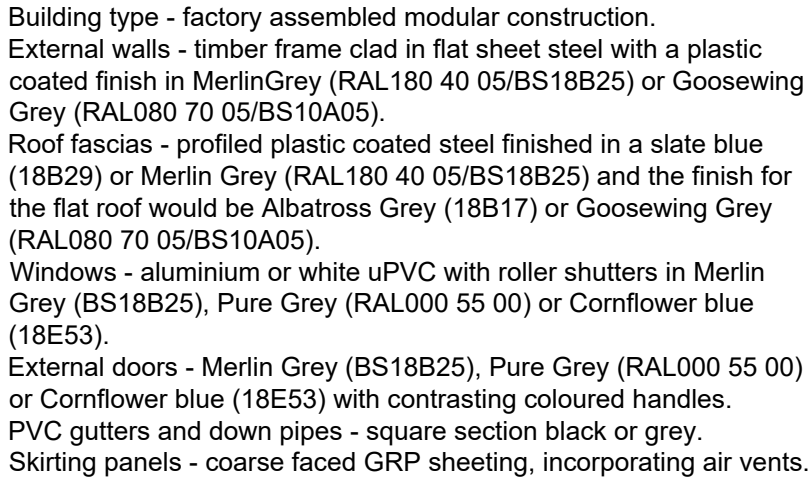 Building type - factory assembled modular construction.
External walls - timber frame clad in flat sheet steel with a plastic
coated finish in MerlinGrey (RAL180 40 05/BS18B25) or Goosewing
Grey (RAL080 70 05/BS10A05).
Roof fascias - profiled plastic coated steel finished in a slate blue
(18B29) or Merlin Grey (RAL180 40 05/BS18B25) and the finish for
the flat roof would be Albatross Grey (18B17) or Goosewing Grey
(RAL080 70 05/BS10A05).
Windows - aluminium or white uPVC with roller shutters in Merlin
Grey (BS18B25), Pure Grey (RAL000 55 00) or Cornflower blue
(18E53).
External doors - Merlin Grey (BS18B25), Pure Grey (RAL000 55 00)
or Cornflower blue (18E53) with contrasting coloured handles.
PVC gutters and down pipes - square section black or grey.
Skirting panels - coarse faced GRP sheeting, incorporating air vents.